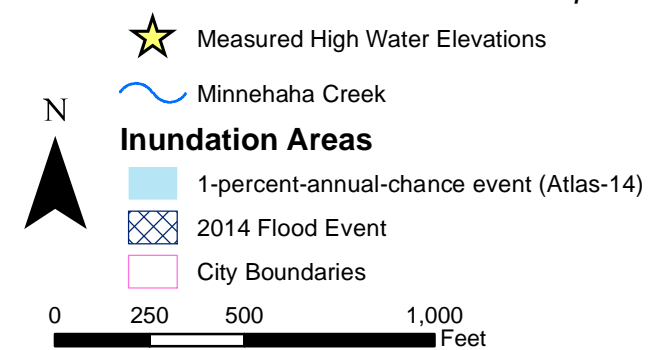 Measured High Water Elevations
Minnehaha Creek
N
Inundation Areas
1-percent-annual-chance event (Atlas-14)
2014 Flood Event
City Boundaries
0 250 500 1,000
Feet